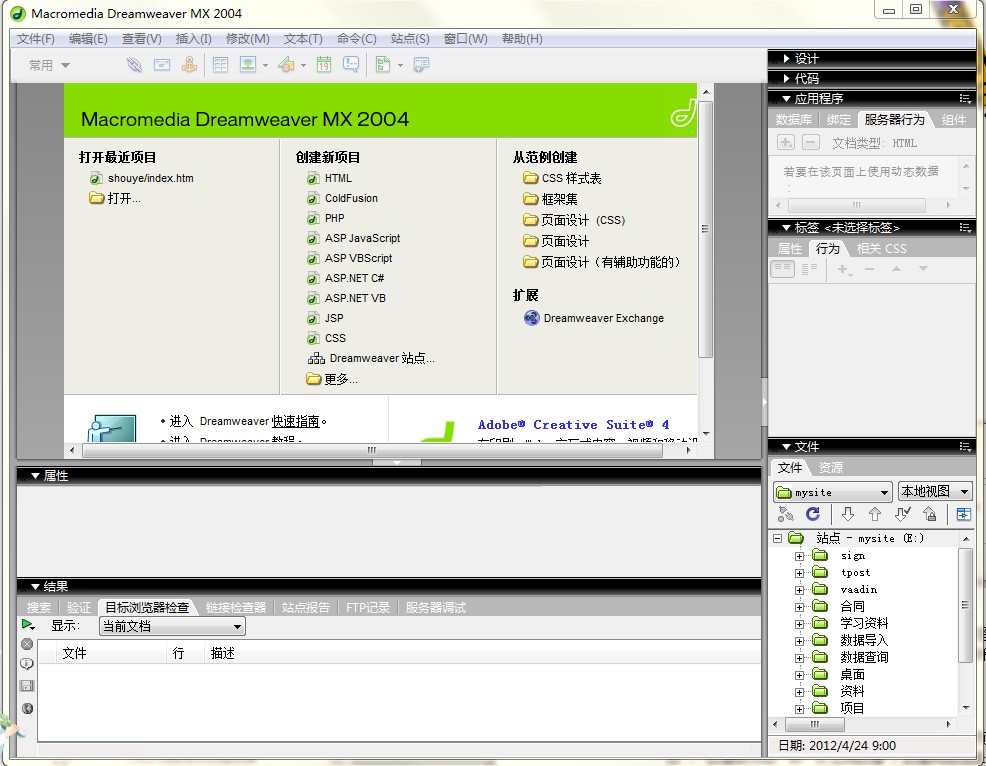 Macromedia Dreamweaver MX 2004
文件(F) 编辑(E) 查看(V) 插入(I) 修改(M) 文本(T) 命令(C) 站点(S) 窗口(W) 帮助(H)
常用
19
Macromedia Dreamweaver MX 2004
打开最近项目
shouye/index.htm
打开...
创建新项目
HTML
ColdFusion
PHP
ASP JavaScript
ASP VBScript
ASP.NET C#
ASP.NET VB
JSP
CSS
Dreamweaver 站点...
更多...
从范例创建
CSS 样式表
框架集
页面设计（CSS）
页面设计
页面设计（有辅助功能的）
扩展
Dreamweaver Exchange
• 进入 Dreamweaver 快速指南。
• 进入 Dreamweaver 教程。
Adobe® Creative Suite® 4
属性
结果
搜索 验证 目标浏览器检查 链接检查器 站点报告 FTP记录 服务器调试
显示: 当前文档
文件 行 描述
设计
代码
应用程序
数据库 绑定 服务器行为 组件
文档类型: HTML
若要在该页面上使用动态数据
:
标签 <未选择标签>
属性 行为 相关 CSS
文件
文件 资源
mysite 本地视图
站点 - mysite (E:)
sign
tpost
vaadin
合同
学习资料
数据导入
数据查询
桌面
资料
项目
日期: 2012/4/24 9:00